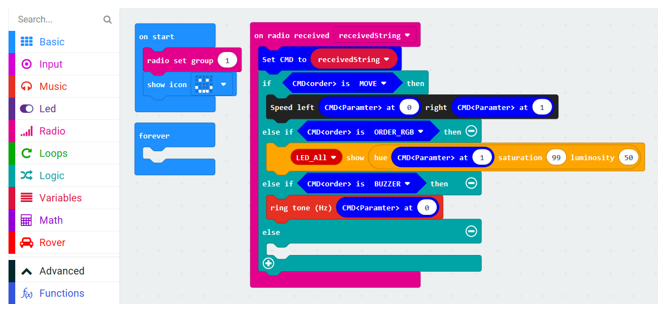 Search...
Basic
Input
Music
Led
Radio
Loops
Logic
Variables
Math
Rover
Advanced
f(x) Functions
on start
radio set group 1
show icon
forever
on radio received receivedString
Set CMD to receivedString
if CMD<order> is MOVE then
Speed left CMD<Paramter> at 0 right CMD<Paramter> at 1
else if CMD<order> is ORDER_RGB then
LED_All show hue CMD<Paramter> at 1 saturation 99 luminosity 50
else if CMD<order> is BUZZER then
ring tone (Hz) CMD<Paramter> at 0
else